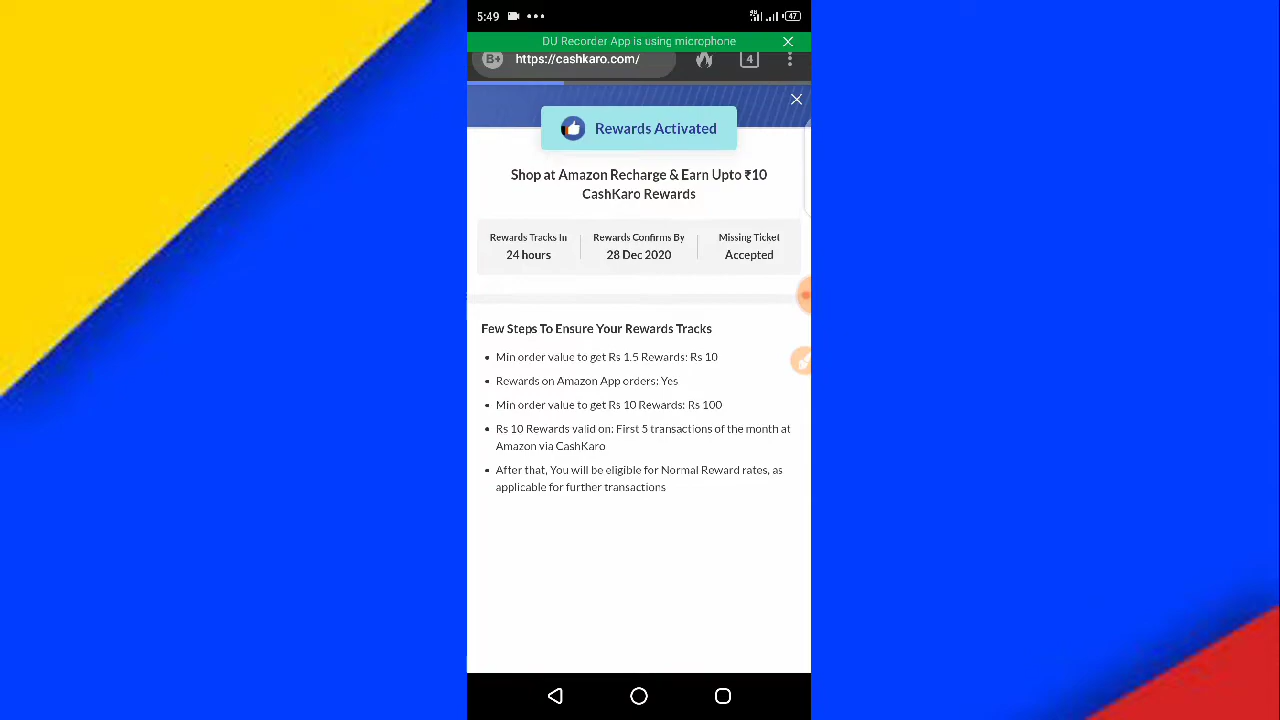 5:49
47
DU Recorder App is using microphone
B+ https://cashkaro.com/ 4
Rewards Activated
Shop at Amazon Recharge & Earn Upto ₹10
CashKaro Rewards
Rewards Tracks In Rewards Confirms By Missing Ticket
24 hours 28 Dec 2020 Accepted
Few Steps To Ensure Your Rewards Tracks
• Min order value to get Rs 1.5 Rewards: Rs 10
• Rewards on Amazon App orders: Yes
• Min order value to get Rs 10 Rewards: Rs 100
• Rs 10 Rewards valid on: First 5 transactions of the month at
Amazon via CashKaro
• After that, You will be eligible for Normal Reward rates, as
applicable for further transactions